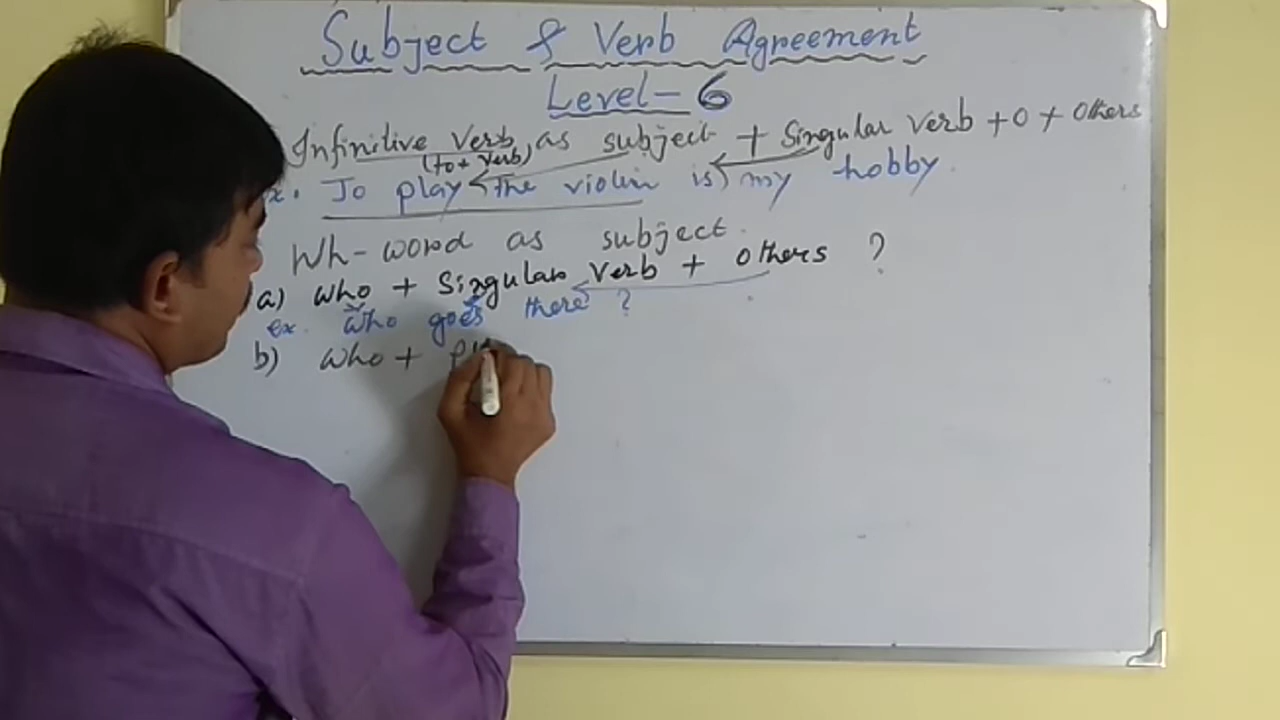 Subject & Verb Agreement
Level-6
Infinitive Verb as subject + Singular Verb + O + Others
(to + verb)
ex. To play the violin is my hobby.
Wh-word as subject.
a) who + Singular Verb + Others ?
ex. Who goes there ?
b) who +